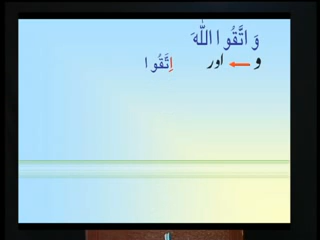 وَ اتَّقُوا اللّٰهَ
و ← اور اِتَّقُوا